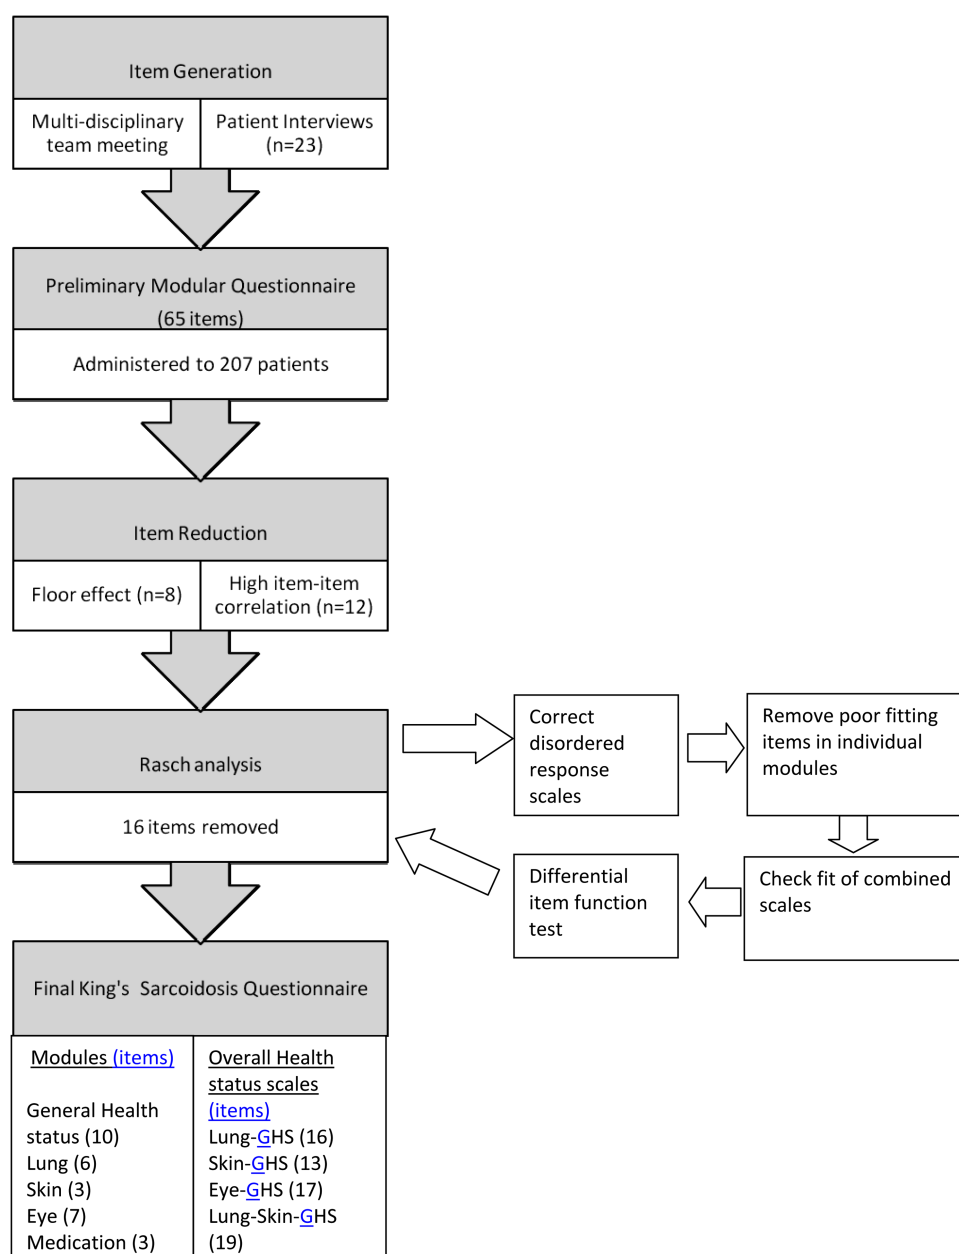 Item Generation
Multi-disciplinary
team meeting
Patient Interviews
(n=23)
Preliminary Modular Questionnaire
(65 items)
Administered to 207 patients
Item Reduction
Floor effect (n=8)
High item-item
correlation (n=12)
Rasch analysis
16 items removed
Correct
disordered
response
scales
Remove poor fitting
items in individual
modules
Check fit of combined
scales
Differential
item function
test
Final King's Sarcoidosis Questionnaire
Modules (items)
General Health
status (10)
Lung (6)
Skin (3)
Eye (7)
Medication (3)
Overall Health
status scales
(items)
Lung-GHS (16)
Skin-GHS (13)
Eye-GHS (17)
Lung-Skin-GHS
(19)